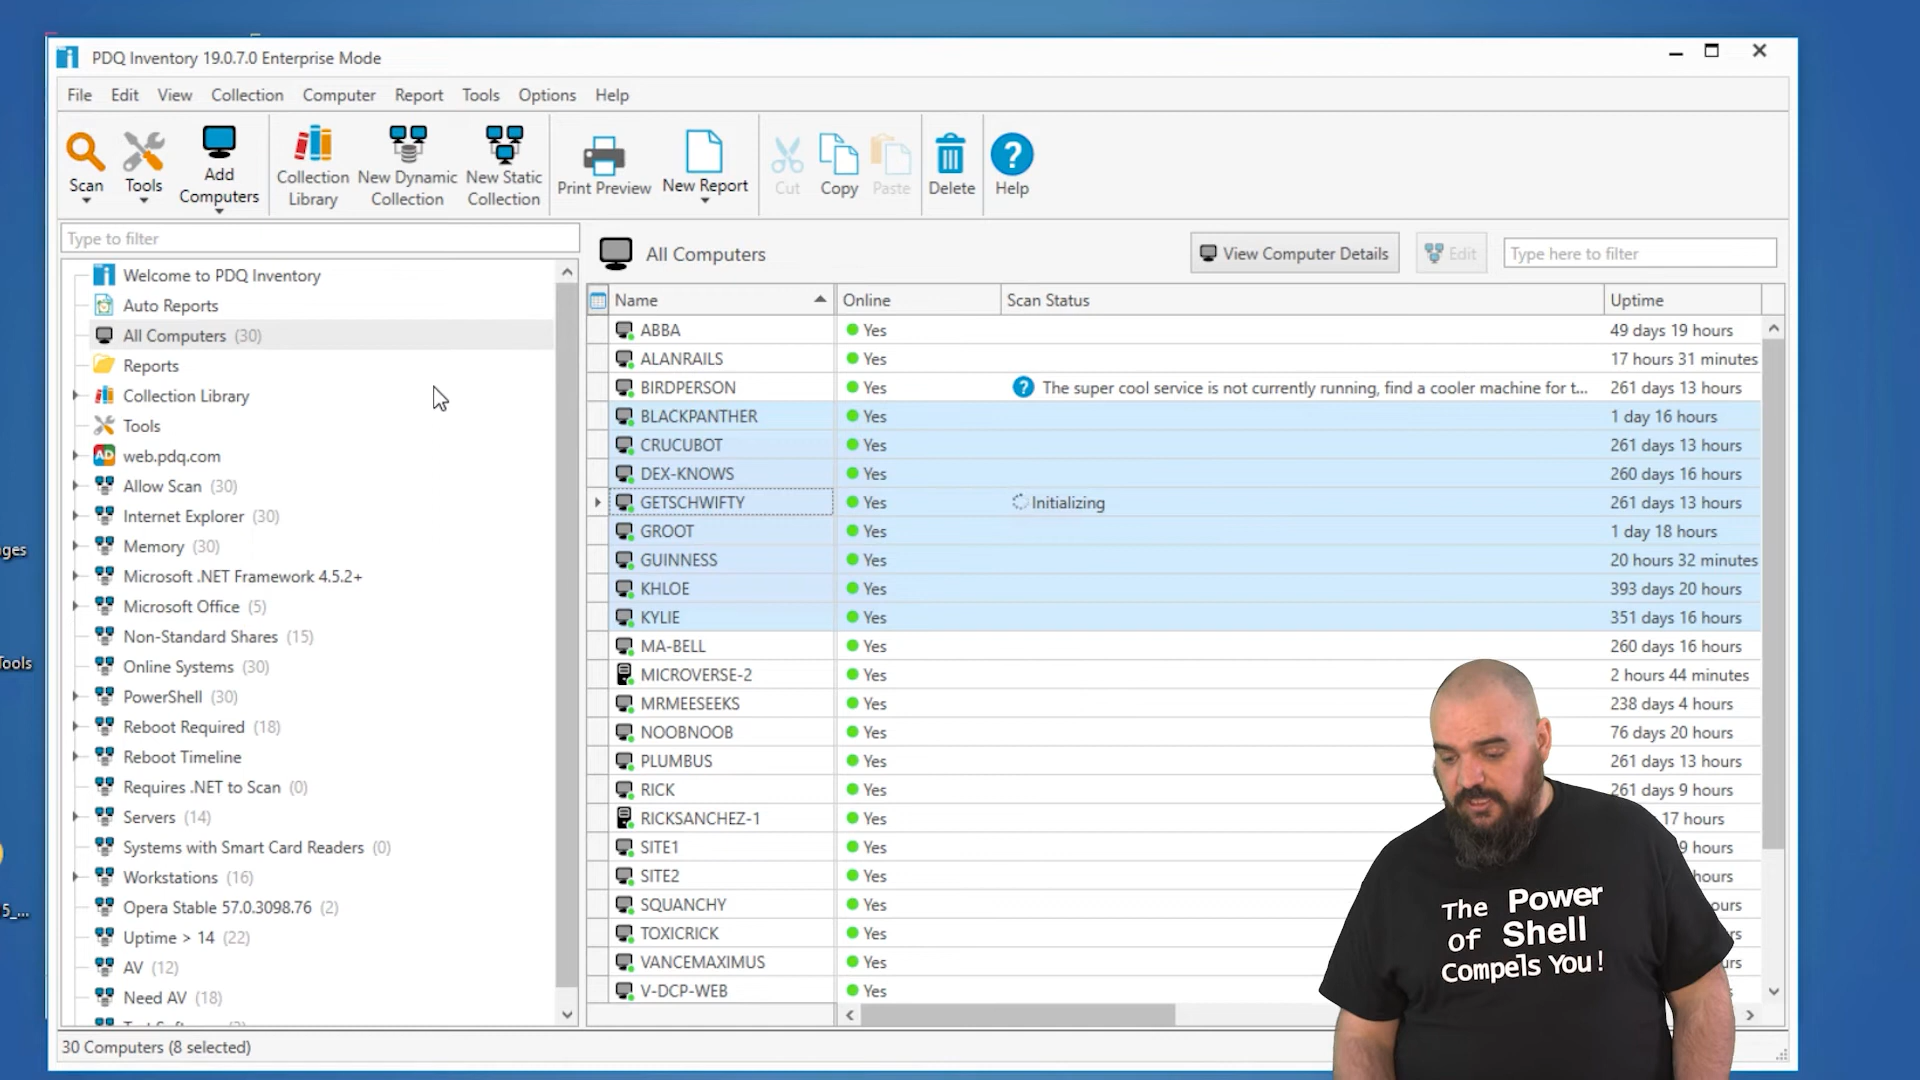 PDQ Inventory 19.0.7.0 Enterprise Mode
File Edit View Collection Computer Report Tools Options Help
Scan Tools Add Computers Collection Library New Dynamic Collection New Static Collection Print Preview New Report Cut Copy Paste Delete Help
Type to filter
All Computers View Computer Details Edit Type here to filter
Welcome to PDQ Inventory
Auto Reports
All Computers (30)
Reports
Collection Library
Tools
web.pdq.com
Allow Scan (30)
Internet Explorer (30)
Memory (30)
Microsoft .NET Framework 4.5.2+
Microsoft Office (5)
Non-Standard Shares (15)
Online Systems (30)
PowerShell (30)
Reboot Required (18)
Reboot Timeline
Requires .NET to Scan (0)
Servers (14)
Systems with Smart Card Readers (0)
Workstations (16)
Opera Stable 57.0.3098.76 (2)
Uptime > 14 (22)
AV (12)
Need AV (18)
Name Online Scan Status Uptime
ABBA Yes 49 days 19 hours
ALANRAILS Yes 17 hours 31 minutes
BIRDPERSON Yes The super cool service is not currently running, find a cooler machine for t... 261 days 13 hours
BLACKPANTHER Yes 1 day 16 hours
CRUCUBOT Yes 261 days 13 hours
DEX-KNOWS Yes 260 days 16 hours
GETSCHWIFTY Yes Initializing 261 days 13 hours
GROOT Yes 1 day 18 hours
GUINNESS Yes 20 hours 32 minutes
KHLOE Yes 393 days 20 hours
KYLIE Yes 351 days 16 hours
MA-BELL Yes 260 days 16 hours
MICROVERSE-2 Yes 2 hours 44 minutes
MRMEESEEKS Yes 238 days 4 hours
NOOBNOOB Yes 76 days 20 hours
PLUMBUS Yes 261 days 13 hours
RICK Yes 261 days 9 hours
RICKSANCHEZ-1 Yes 17 hours
SITE1 Yes 9 hours
SITE2 Yes hours
SQUANCHY Yes
TOXICRICK Yes
VANCEMAXIMUS Yes
V-DCP-WEB Yes
30 Computers (8 selected)
The Power
of Shell
Compels You!
AD
Tools
5_...